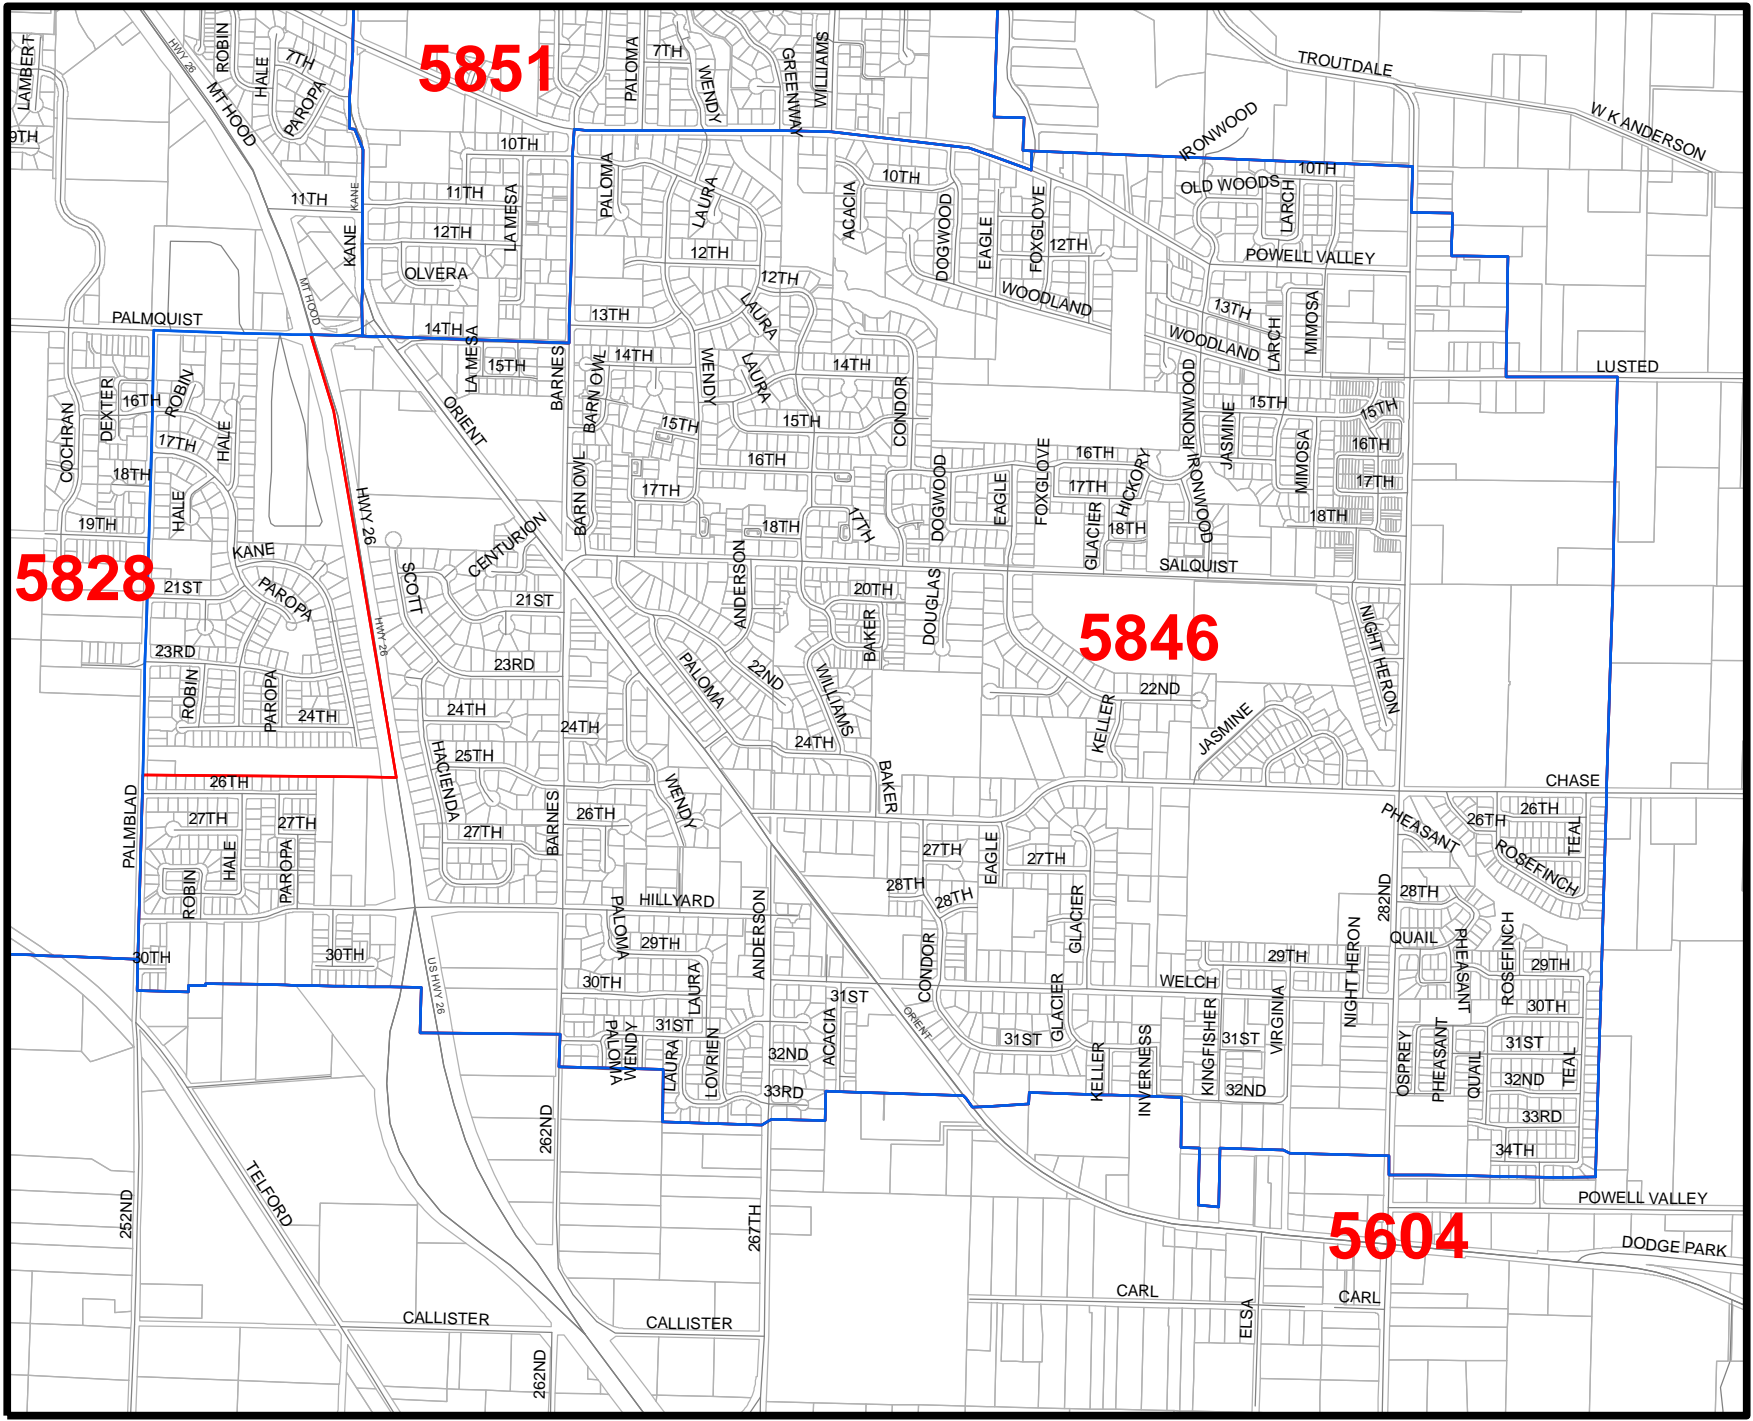 LAMBERT
ROBIN
5851
PALOMA
7TH
WILLIAMS
HWY 26
7TH
HALE
WENDY
GREENWAY
TROUTDALE
MT HOOD
PAROPA
9TH
IRONWOOD
W K ANDERSON
10TH
PALOMA
10TH
10TH
11TH
KANE
11TH
LA MESA
LAURA
ACACIA
DOGWOOD
EAGLE
FOXGLOVE
OLD WOODS
LARCH
KANE
12TH
12TH
12TH
POWELL VALLEY
OLVERA
12TH
WOODLAND
MT HOOD
PALMQUIST
14TH
13TH
LAURA
13TH
MIMOSA
WOODLAND
LARCH
LA MESA
15TH
BARNES
14TH
BARN OWL
WENDY
LAURA
14TH
LUSTED
DEXTER
16TH
ROBIN
HALE
COCHRAN
17TH
ORIENT
15TH
15TH
CONDOR
IRONWOOD
JASMINE
15TH
15TH
MIMOSA
16TH
16TH
FOXGLOVE
16TH
HICKORY
IRONWOOD
18TH
BARN OWL
17TH
DOGWOOD
EAGLE
17TH
17TH
HALE
HWY 26
19TH
CENTURION
18TH
17TH
GLACIER
18TH
18TH
KANE
SALQUIST
5828
21ST
PAROPA
SCOTT
21ST
ANDERSON
20TH
BAKER
DOUGLAS
5846
NIGHT HERON
HWY 26
23RD
23RD
PALOMA
22ND
WILLIAMS
22ND
ROBIN
PAROPA
24TH
24TH
24TH
24TH
KELLER
JASMINE
HACIENDA
25TH
26TH
PALMBLAD
BARNES
26TH
WENDY
BAKER
CHASE
27TH
27TH
27TH
EAGLE
27TH
27TH
PHEASANT
26TH
26TH
TEAL
ROSEFINCH
HALE
ROBIN
PAROPA
28TH
28TH
GLACIER
282ND
28TH
HILLYARD
PALOMA
29TH
ANDERSON
CONDOR
QUAIL
PHEASANT
ROSEFINCH
30TH
30TH
30TH
LAURA
29TH
NIGHT HERON
29TH
US HWY 26
WELCH
31ST
ACACIA
31ST
ORIENT
31ST
GLACIER
KINGFISHER
31ST
VIRGINIA
30TH
31ST
PALOMA
WENDY
LAURA
LOVRIEN
32ND
33RD
KELLER
INVERNESS
32ND
OSPREY
PHEASANT
QUAIL
32ND
TEAL
33RD
34TH
262ND
TELFORD
252ND
267TH
POWELL VALLEY
5604
DODGE PARK
CARL
CARL
ELSA
CALLISTER
CALLISTER
262ND